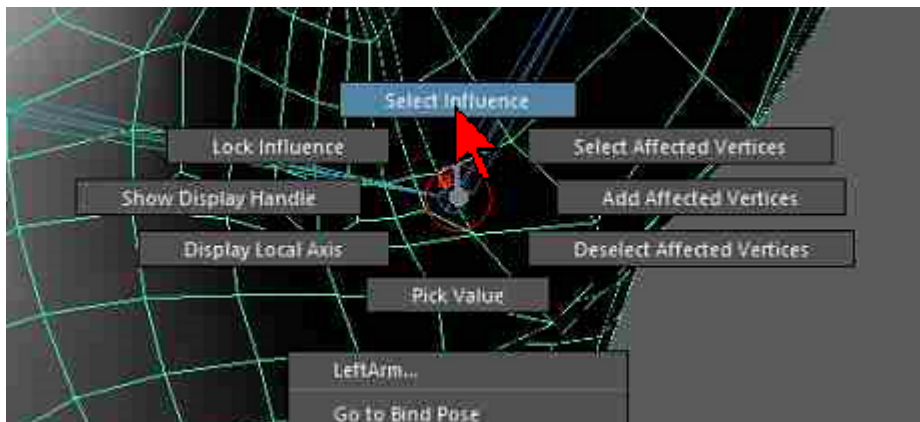 Select Influence
Lock Influence
Select Affected Vertices
Show Display Handle
Add Affected Vertices
Display Local Axis
Deselect Affected Vertices
Pick Value
LeftArm...
Go to Bind Pose